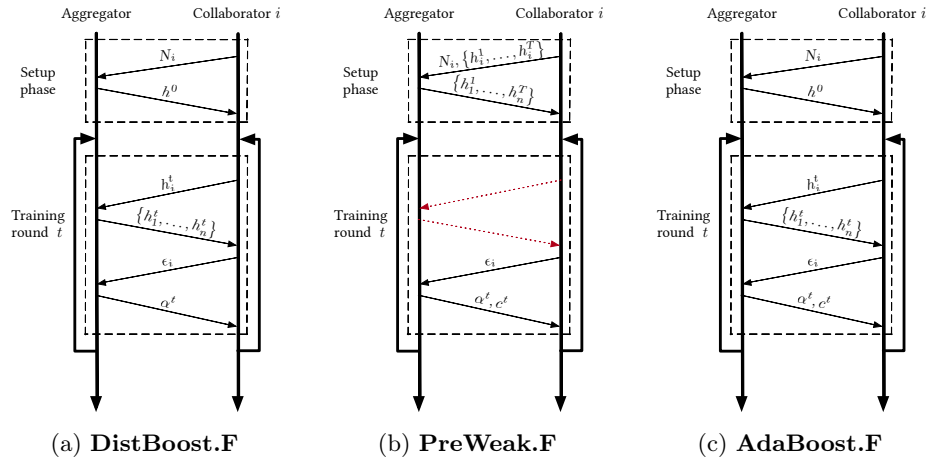 Aggregator Collaborator i
Setup phase
N_i
h^0
Training round t
h_i^t
{h_1^t, ..., h_n^t}
ϵ_i
α^t
(a) DistBoost.F
Aggregator Collaborator i
Setup phase
N_i, {h_i^1, ..., h_i^T}
{h_1^1, ..., h_n^T}
Training round t
ϵ_i
α^t, c^t
(b) PreWeak.F
Aggregator Collaborator i
Setup phase
N_i
h^0
Training round t
h_i^t
{h_1^t, ..., h_n^t}
ϵ_i
α^t, c^t
(c) AdaBoost.F